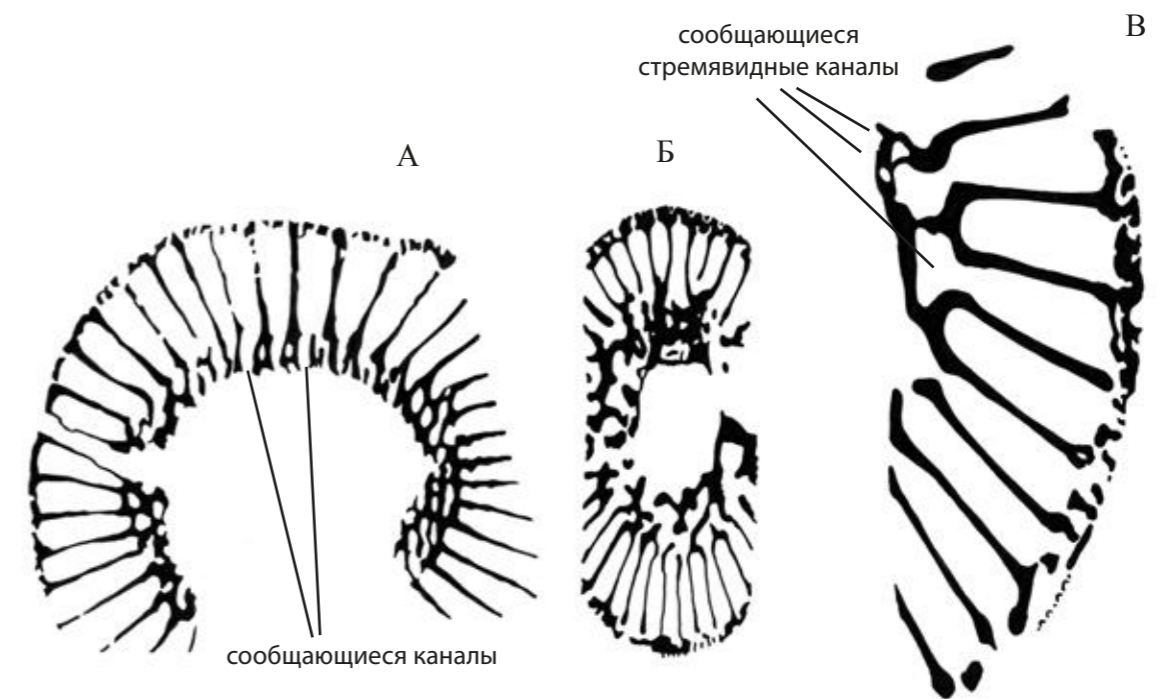 сообщающиеся
стремявидные каналы
В
А
Б
сообщающиеся каналы